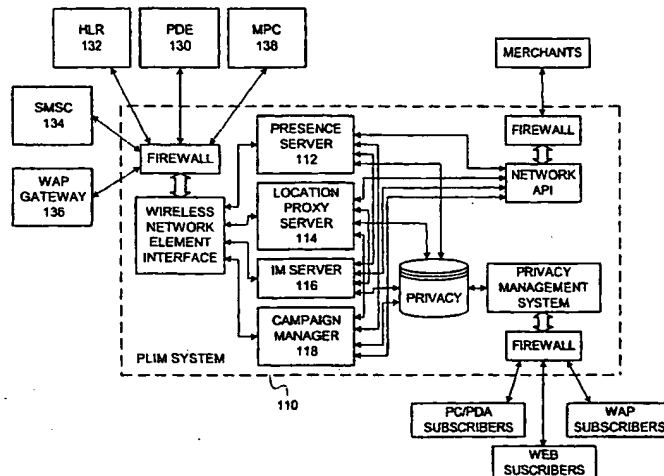 HLR
132
PDE
130
MPC
138
MERCHANTS
SMSC
134
FIREWALL
PRESENCE
SERVER
112
FIREWALL
WAP
GATEWAY
136
WIRELESS
NETWORK
ELEMENT
INTERFACE
LOCATION
PROXY
SERVER
114
NETWORK
API
IM SERVER
116
PRIVACY
PRIVACY
MANAGEMENT
SYSTEM
CAMPAIGN
MANAGER
118
FIREWALL
PLIM SYSTEM
110
PC/PDA
SUBSCRIBERS
WAP
SUBSCRIBERS
WEB
SUSCRIBERS